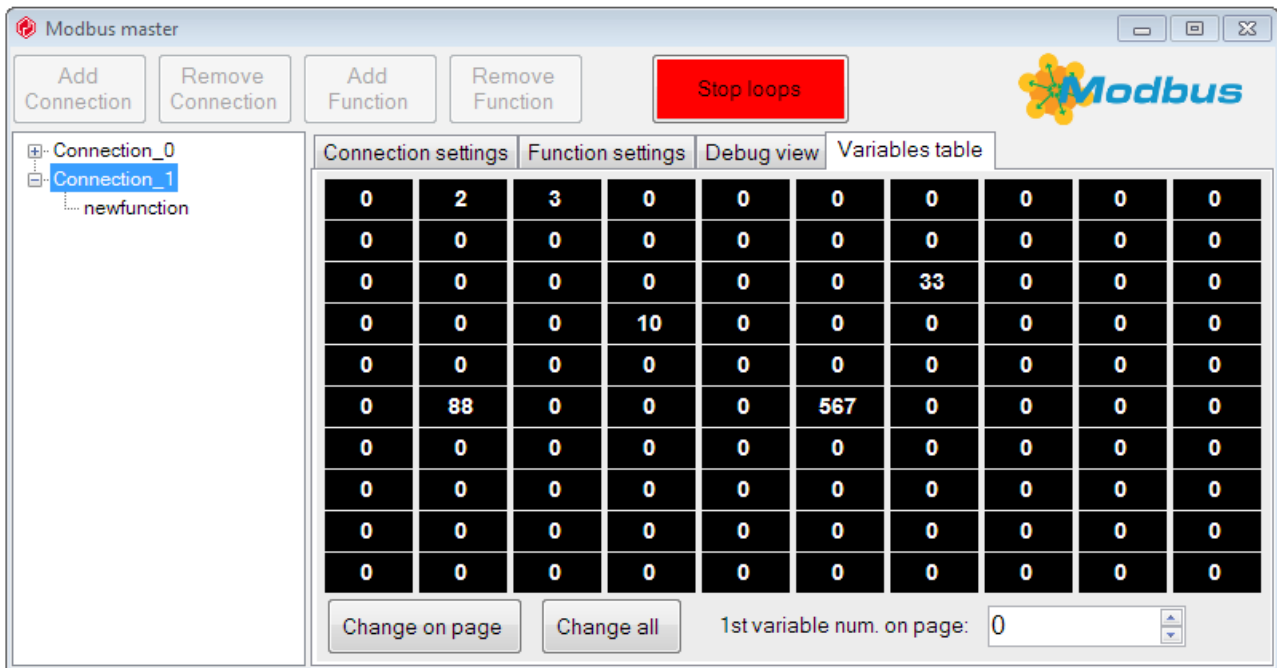 Modbus master
Add Connection Remove Connection Add Function Remove Function Stop loops Modbus
Connection_0
Connection_1
newfunction
Connection settings Function settings Debug view Variables table
0 2 3 0 0 0 0 0 0 0
0 0 0 0 0 0 0 0 0 0
0 0 0 0 0 0 33 0 0 0
0 0 0 10 0 0 0 0 0 0
0 0 0 0 0 0 0 0 0 0
0 88 0 0 0 567 0 0 0 0
0 0 0 0 0 0 0 0 0 0
0 0 0 0 0 0 0 0 0 0
0 0 0 0 0 0 0 0 0 0
0 0 0 0 0 0 0 0 0 0
Change on page Change all 1st variable num. on page: 0